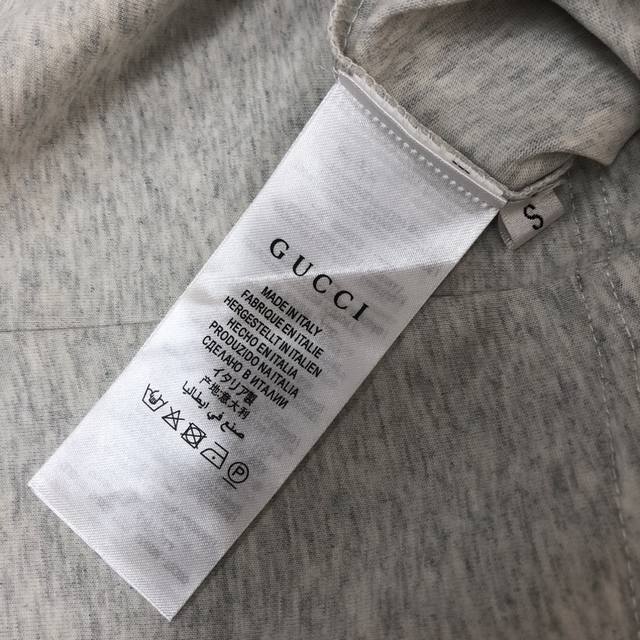 GUCCI
MADE IN ITALY
FABRIQUE EN ITALIE
HERGESTELLT IN ITALIEN
HECHO EN ITALIA
PRODUZIDO NA ITALIA
СДЕЛАНО В ИТАЛИИ
イタリア製
产地意大利
صنع في ايطاليا
P
S